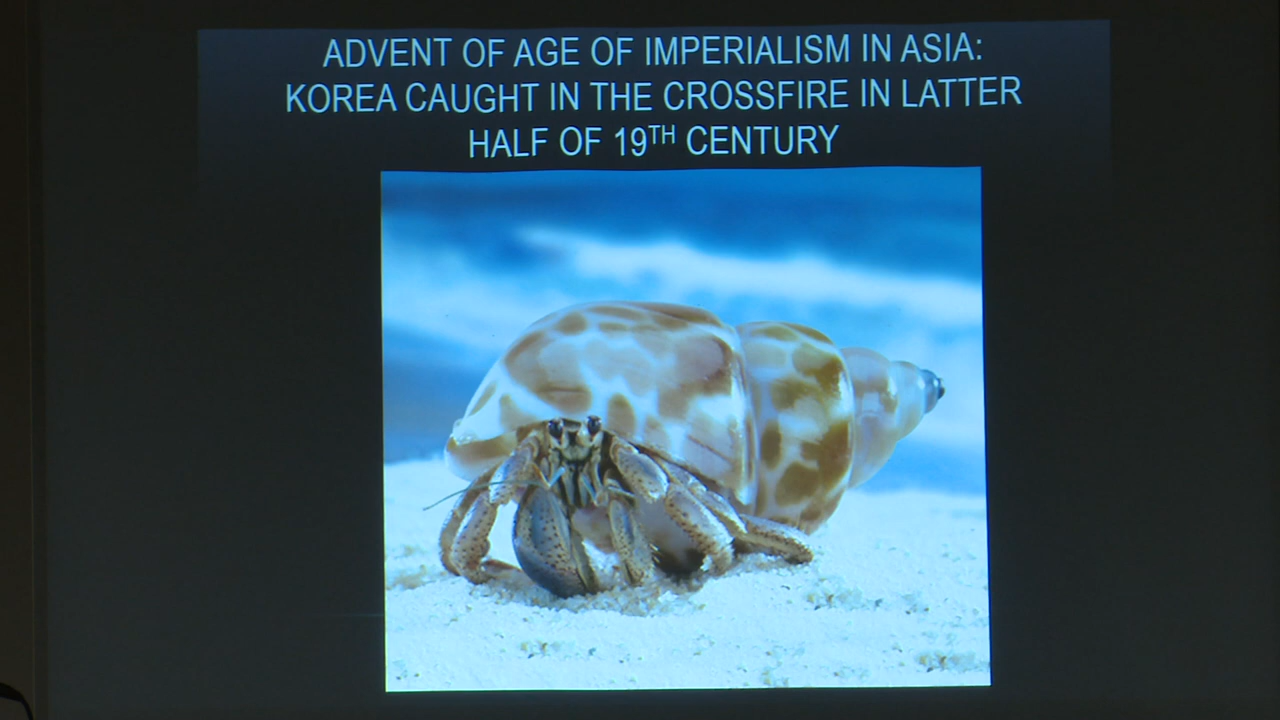 ADVENT OF AGE OF IMPERIALISM IN ASIA:
KOREA CAUGHT IN THE CROSSFIRE IN LATTER
HALF OF 19TH CENTURY